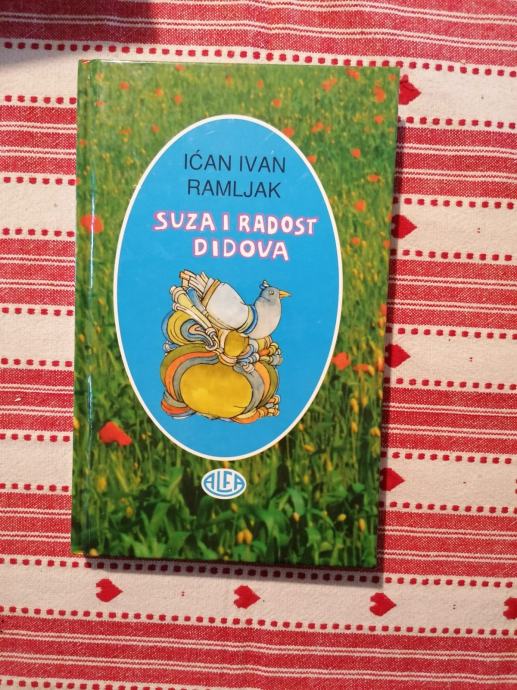 IĆAN IVAN
RAMLJAK
SUZA I RADOST
DIDOVA
ALFA